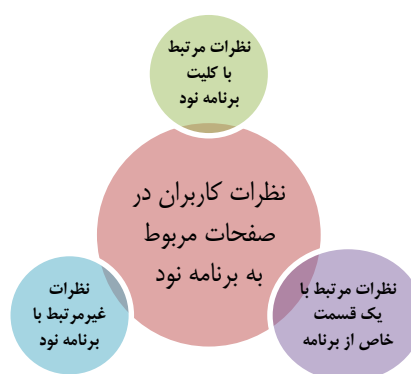 نظرات مرتبط
با کلیت
برنامه نود
نظرات کاربران در
صفحات مربوط
به برنامه نود
نظرات مرتبط با
یک قسمت
خاص از برنامه
نظرات
غیرمرتبط با
برنامه نود